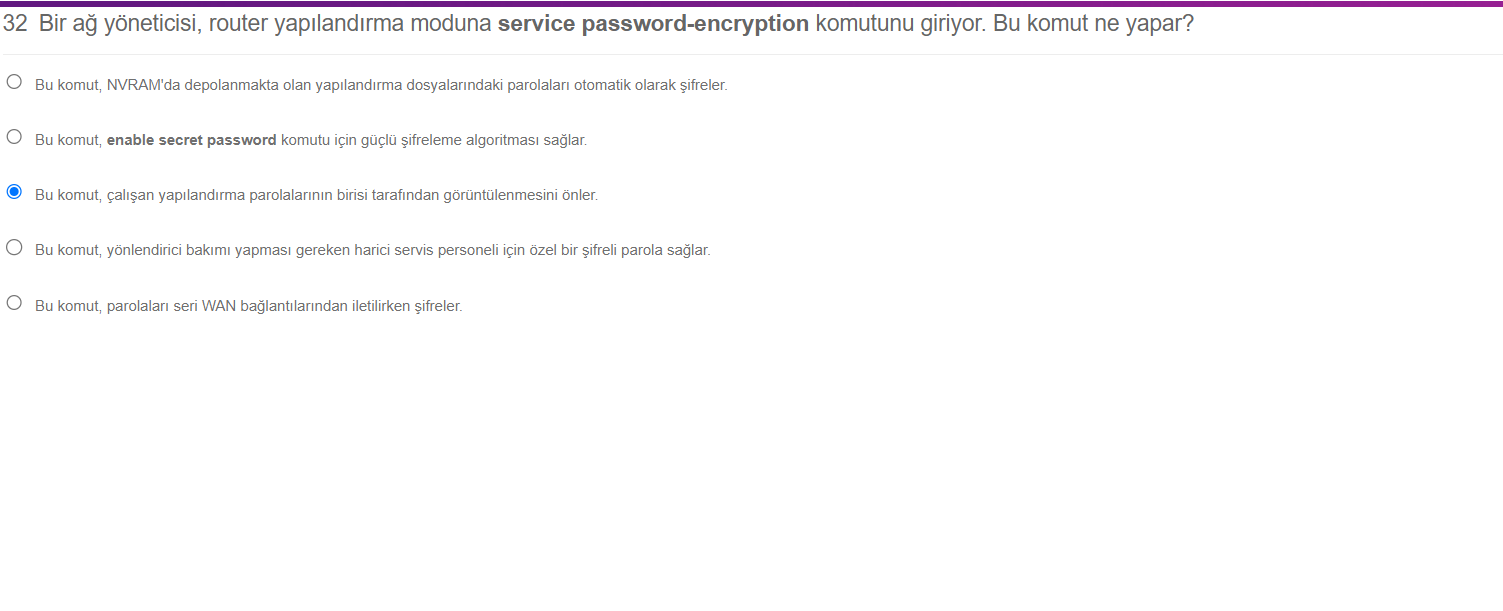 32 Bir ağ yöneticisi, router yapılandırma moduna service password-encryption komutunu giriyor. Bu komut ne yapar?
Bu komut, NVRAM'da depolanmakta olan yapılandırma dosyalarındaki parolaları otomatik olarak şifreler.
Bu komut, enable secret password komutu için güçlü şifreleme algoritması sağlar.
Bu komut, çalışan yapılandırma parolalarının birisi tarafından görüntülenmesini önler.
Bu komut, yönlendirici bakımı yapması gereken harici servis personeli için özel bir şifreli parola sağlar.
Bu komut, parolaları seri WAN bağlantılarından iletilirken şifreler.